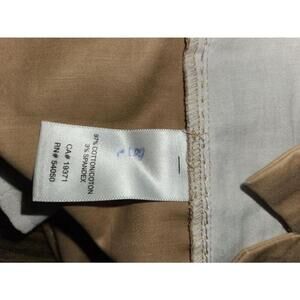 97% COTTON/COTON
3% SPANDEX
CA# 19371
RN# 54050